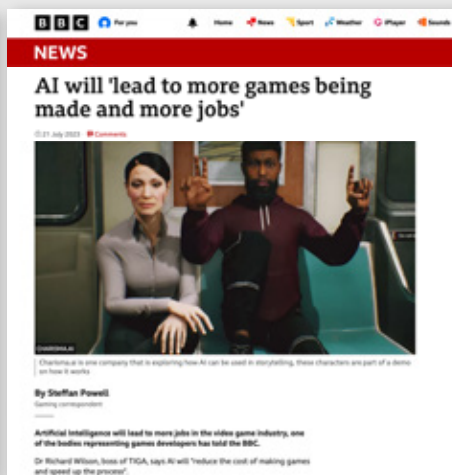 BBC For you Home News Sport Weather iPlayer Sounds
NEWS
AI will 'lead to more games being
made and more jobs'
21 July 2023 Comments
CHARISMA.AI
Charisma.ai is one company that is exploring how AI can be used in storytelling, these characters are part of a demo
on how it works
By Steffan Powell
Gaming correspondent
Artificial Intelligence will lead to more jobs in the video game industry, one
of the bodies representing games developers has told the BBC.
Dr Richard Wilson, boss of TIGA, says AI will "reduce the cost of making games
and speed up the process".